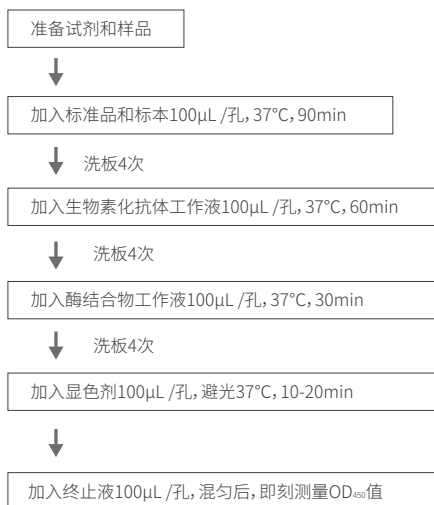 准备试剂和样品
加入标准品和标本100μL /孔，37℃，90min
洗板4次
加入生物素化抗体工作液100μL /孔，37℃，60min
洗板4次
加入酶结合物工作液100μL /孔，37℃，30min
洗板4次
加入显色剂100μL /孔，避光37℃，10-20min
加入终止液100μL /孔，混匀后，即刻测量OD₄₅₀值